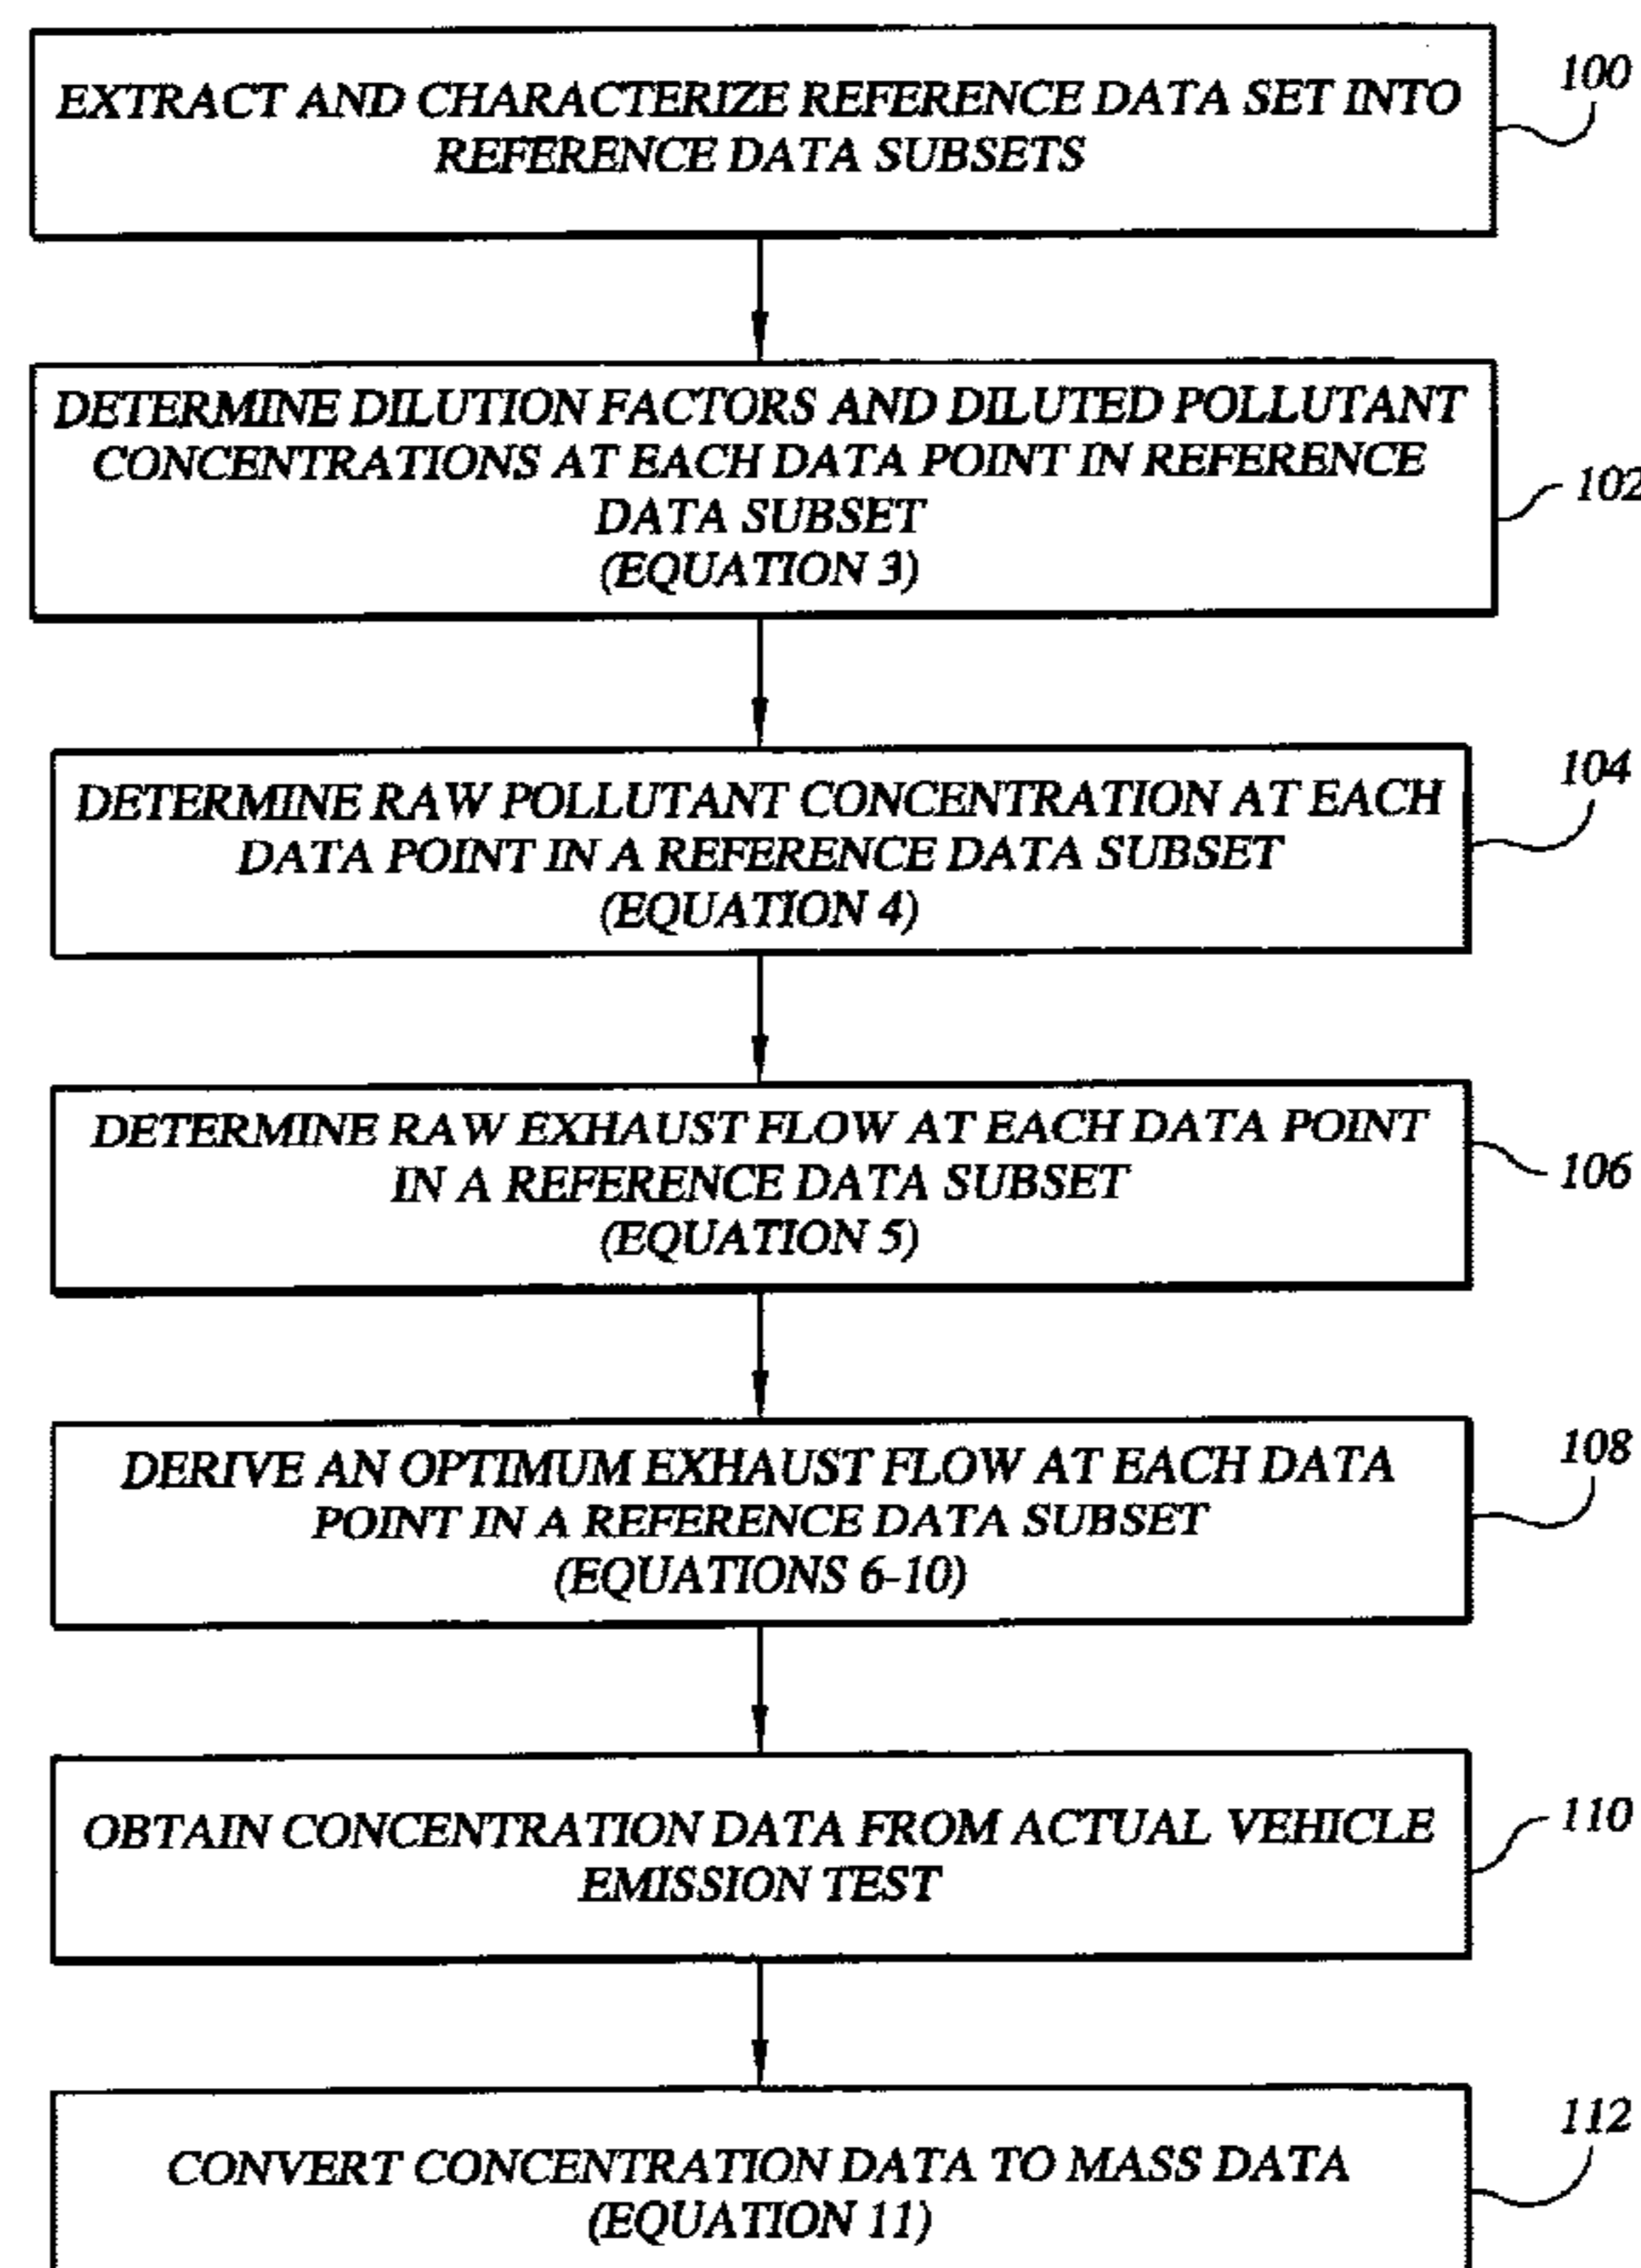 EXTRACT AND CHARACTERIZE REFERENCE DATA SET INTO
REFERENCE DATA SUBSETS
100
DETERMINE DILUTION FACTORS AND DILUTED POLLUTANT
CONCENTRATIONS AT EACH DATA POINT IN REFERENCE
DATA SUBSET
(EQUATION 3)
102
DETERMINE RAW POLLUTANT CONCENTRATION AT EACH
DATA POINT IN A REFERENCE DATA SUBSET
(EQUATION 4)
104
DETERMINE RAW EXHAUST FLOW AT EACH DATA POINT
IN A REFERENCE DATA SUBSET
(EQUATION 5)
106
DERIVE AN OPTIMUM EXHAUST FLOW AT EACH DATA
POINT IN A REFERENCE DATA SUBSET
(EQUATIONS 6-10)
108
OBTAIN CONCENTRATION DATA FROM ACTUAL VEHICLE
EMISSION TEST
110
CONVERT CONCENTRATION DATA TO MASS DATA
(EQUATION 11)
112